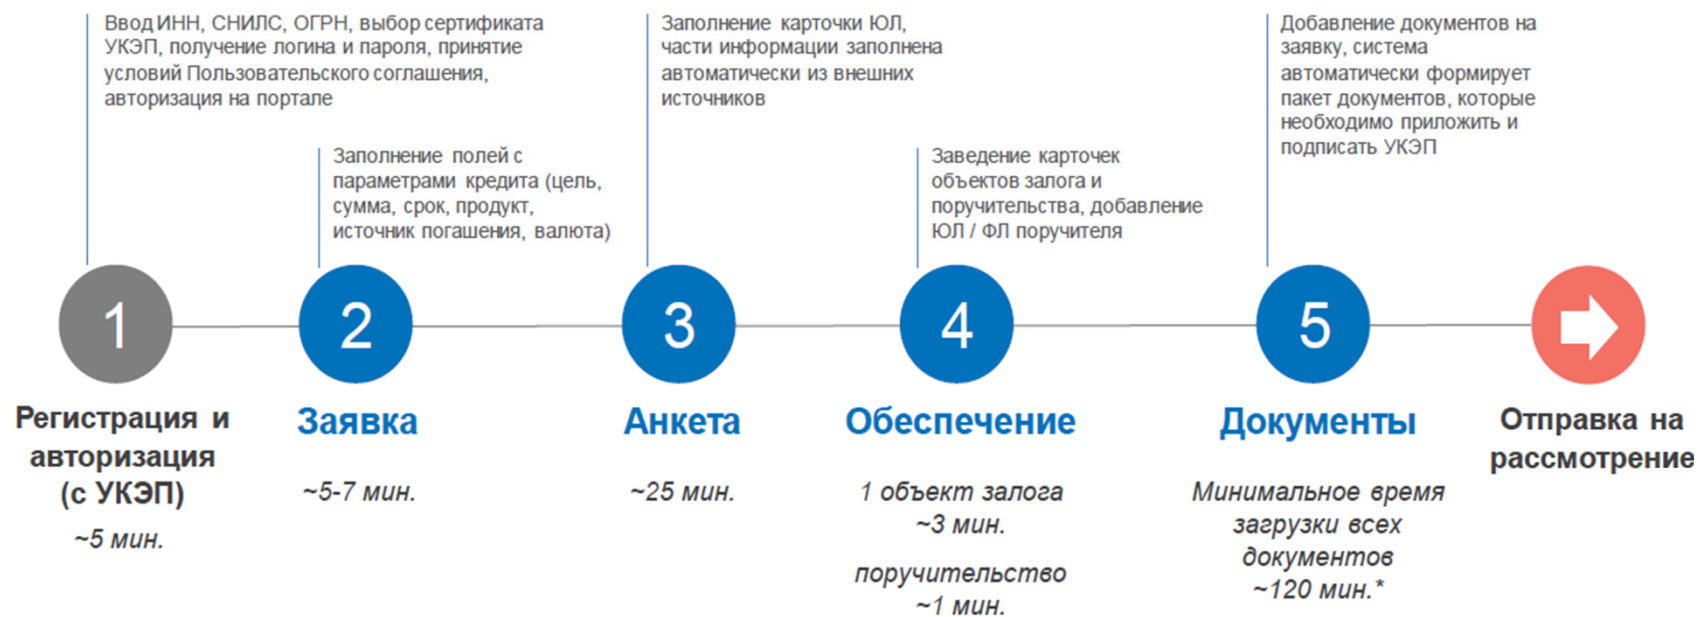 Ввод ИНН, СНИЛС, ОГРН, выбор сертификата
УКЭП, получение логина и пароля, принятие
условий Пользовательского соглашения,
авторизация на портале
Заполнение полей с
параметрами кредита (цель,
сумма, срок, продукт,
источник погашения, валюта)
Заполнение карточки ЮЛ,
части информации заполнена
автоматически из внешних
источников
Заведение карточек
объектов залога и
поручительства, добавление
ЮЛ / ФЛ поручителя
Добавление документов на
заявку, система
автоматически формирует
пакет документов, которые
необходимо приложить и
подписать УКЭП
1
2
3
4
5
Регистрация и
авторизация
(с УКЭП)
~5 мин.
Заявка
~5-7 мин.
Анкета
~25 мин.
Обеспечение
1 объект залога
~3 мин.
поручительство
~1 мин.
Документы
Минимальное время
загрузки всех
документов
~120 мин.*
Отправка на
рассмотрение